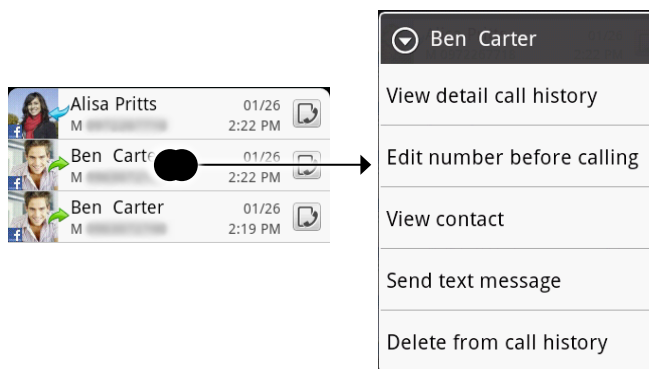 Alisa Pritts
01/26
M
2:22 PM
Ben Carte
01/26
M
2:22 PM
Ben Carter
01/26
M
2:19 PM
Ben Carter
View detail call history
Edit number before calling
View contact
Send text message
Delete from call history